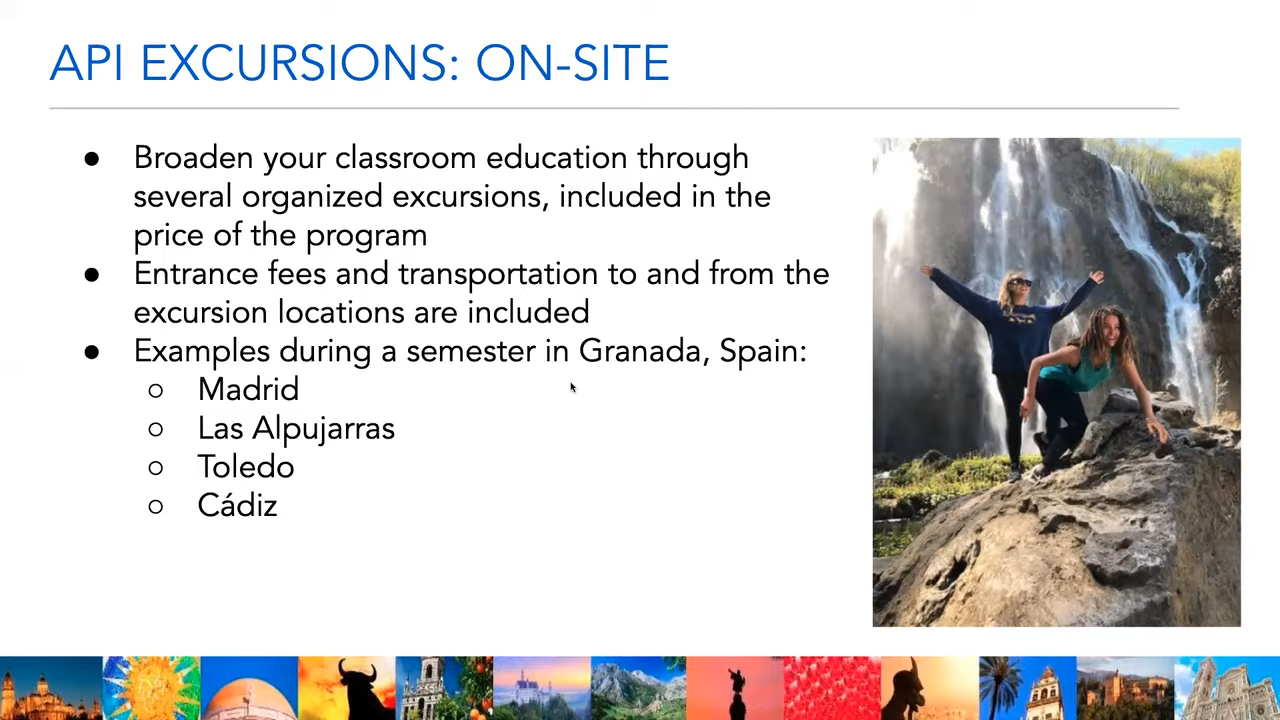 API EXCURSIONS: ON-SITE
● Broaden your classroom education through
several organized excursions, included in the
price of the program
● Entrance fees and transportation to and from the
excursion locations are included
● Examples during a semester in Granada, Spain:
○ Madrid
○ Las Alpujarras
○ Toledo
○ Cádiz